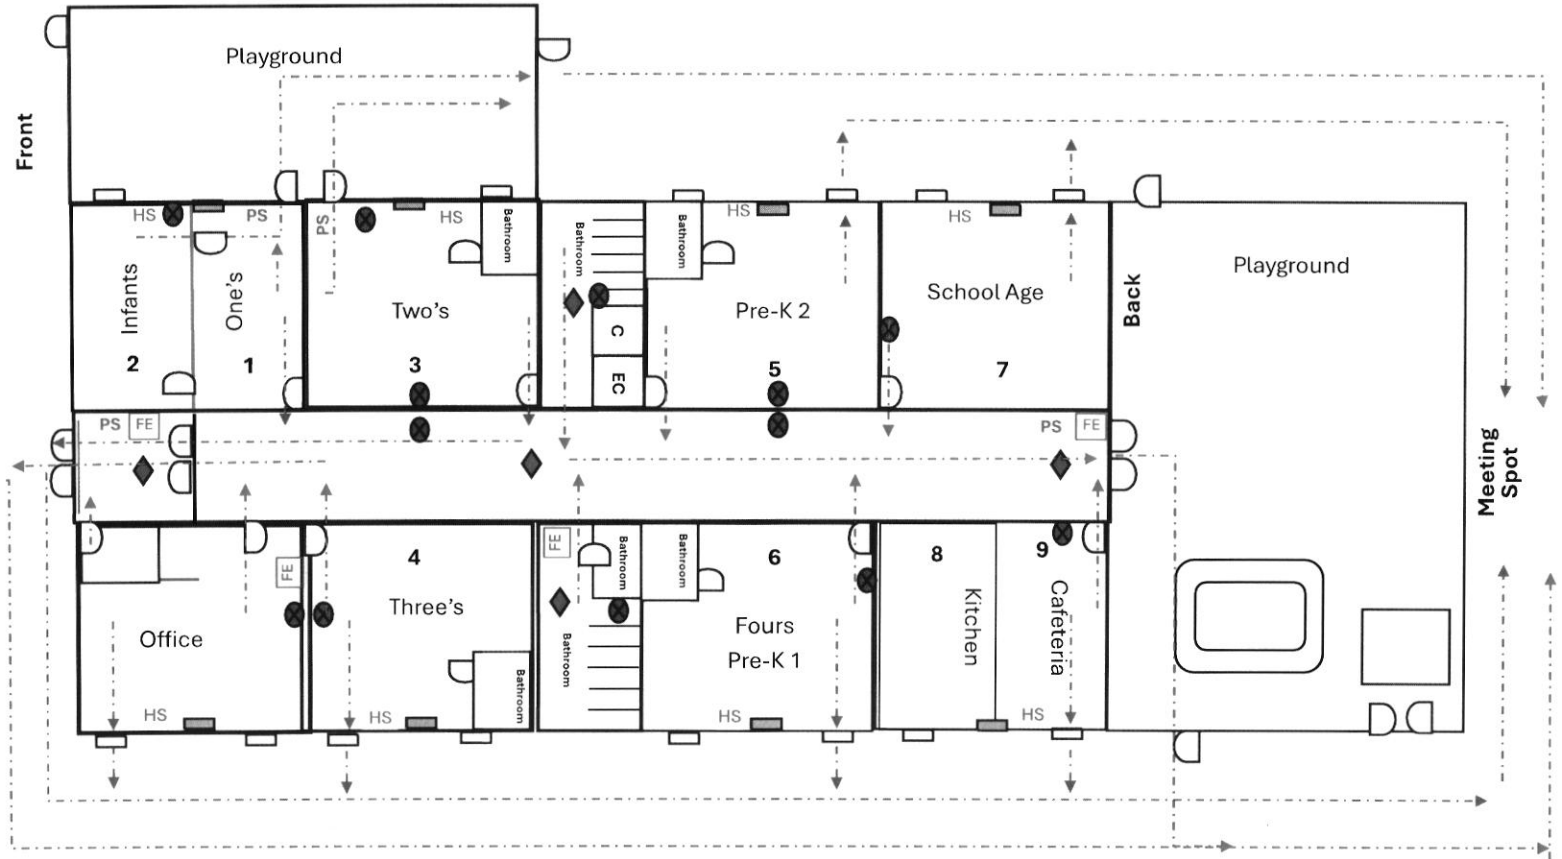 Playground
Front
HS
PS
PS
HS
Bathroom
Bathroom
Bathroom
HS
HS
Infants
One's
Two's
Pre-K 2
School Age
Back
Playground
C
EC
2
1
3
5
7
PS
FE
PS
FE
Meeting
Spot
FE
4
FE
Bathroom
Bathroom
6
8
9
Office
Three's
Bathroom
Fours
Pre-K 1
Kitchen
Cafeteria
Bathroom
HS
HS
HS
HS